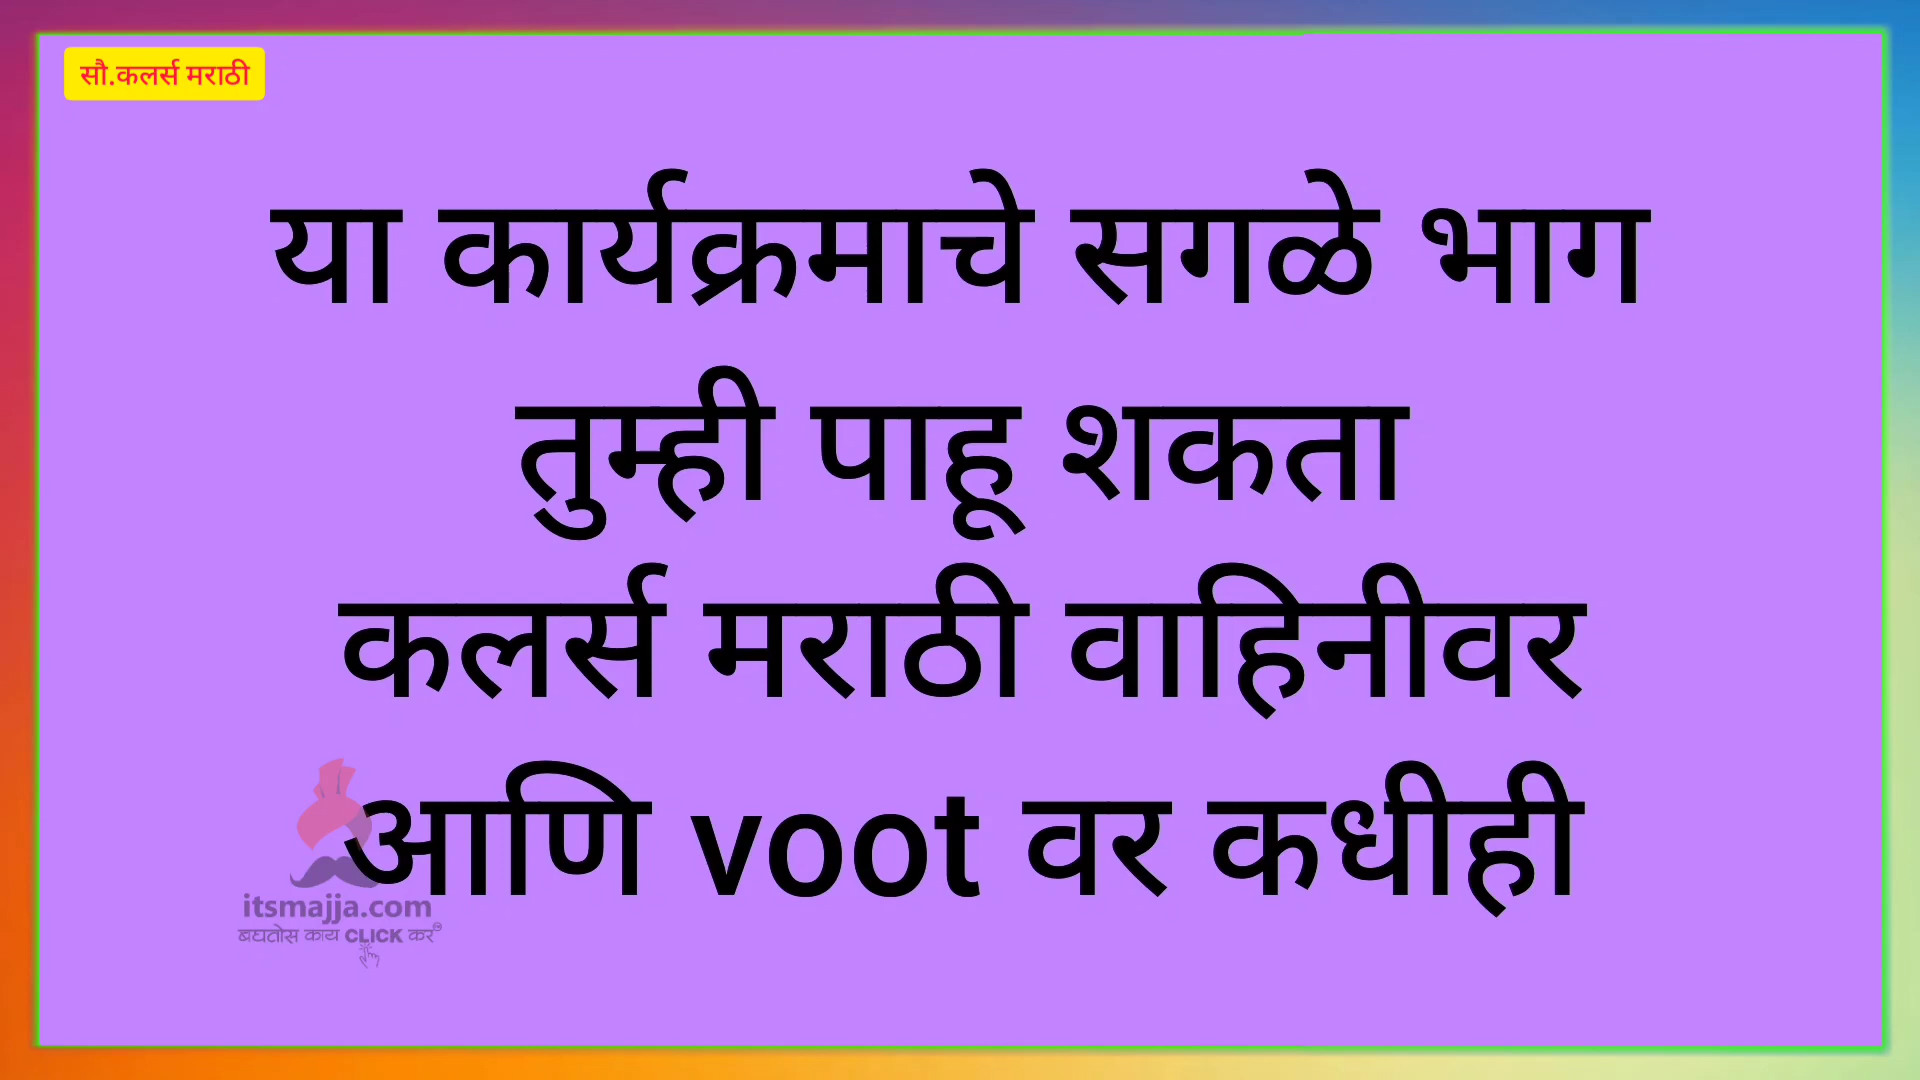 सौ.कलर्स मराठी
या कार्यक्रमाचे सगळे भाग
तुम्ही पाहू शकता
कलर्स मराठी वाहिनीवर
आणि voot वर कधीही
itsmajja.com
बघतोस काय CLICK कर